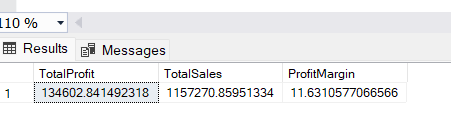 110 %
Results Messages
TotalProfit TotalSales ProfitMargin
1 134602.841492318 1157270.85951334 11.6310577066566